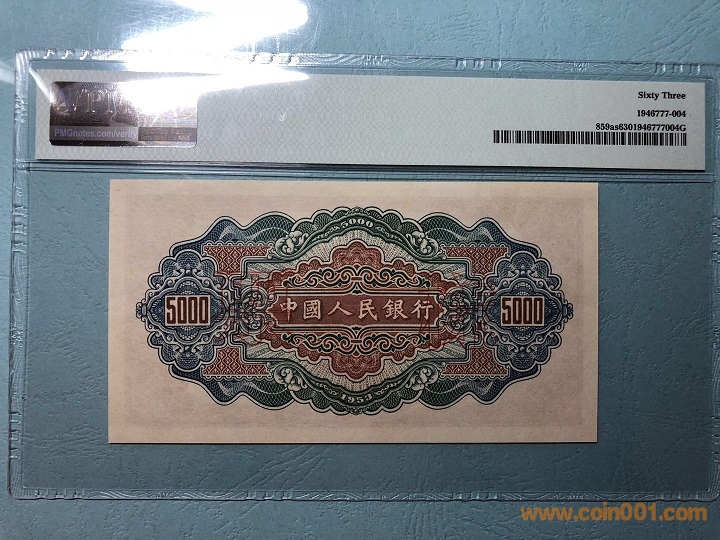 Sixty Three
1946777-004
PMGnotes.com/verify
859as6301946777004G
5000
5000
中國人民銀行
5000
1953
www.coin001.com